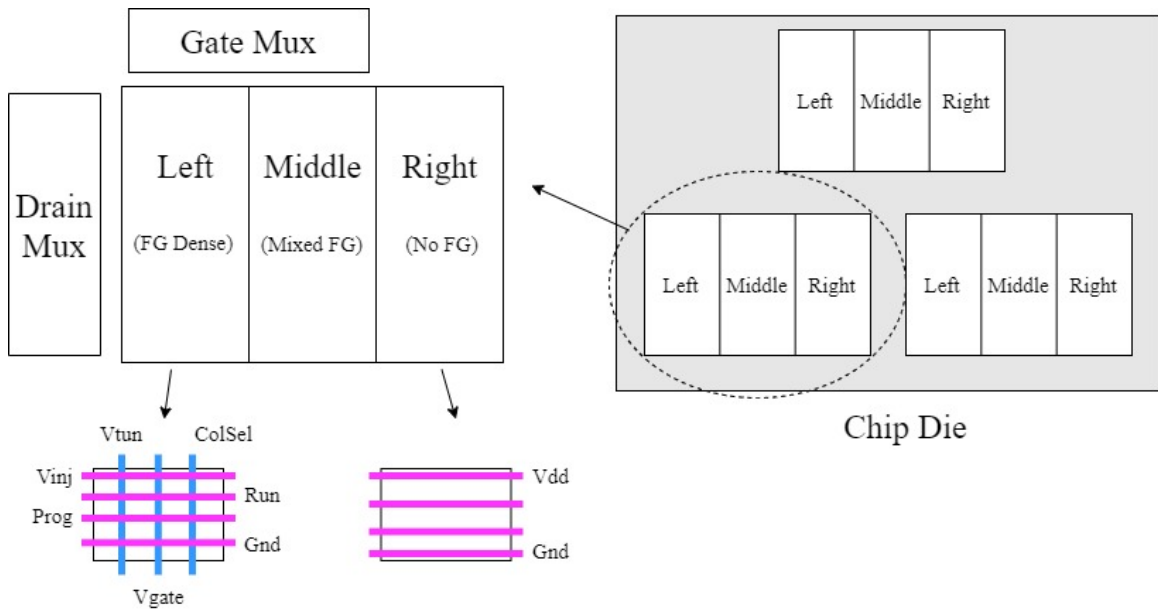 Gate Mux
Drain
Mux
Left
Middle
Right
(FG Dense)
(Mixed FG)
(No FG)
Vtun
ColSel
Vinj
Run
Prog
Gnd
Vgate
Vdd
Gnd
Left
Middle
Right
Left
Middle
Right
Left
Middle
Right
Chip Die